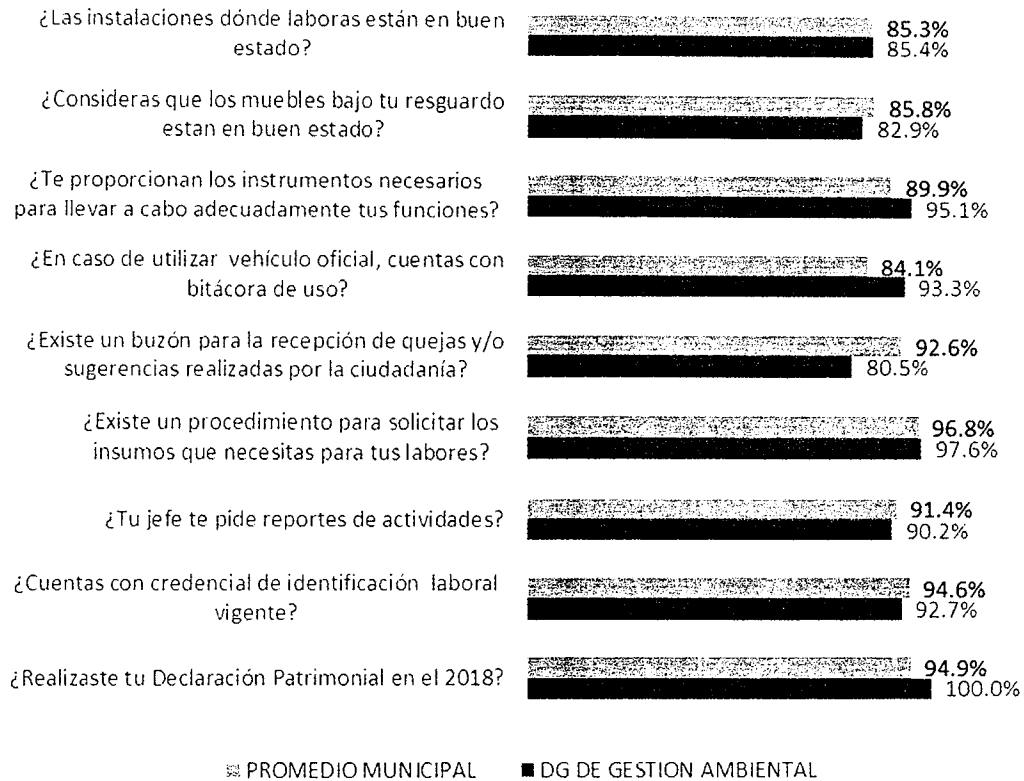 ¿Las instalaciones dónde laboras están en buen
estado?
85.3%
85.4%
¿Consideras que los muebles bajo tu resguardo
estan en buen estado?
85.8%
82.9%
¿Te proporcionan los instrumentos necesarios
para llevar a cabo adecuadamente tus funciones?
89.9%
95.1%
¿En caso de utilizar vehículo oficial, cuentas con
bitácora de uso?
84.1%
93.3%
¿Existe un buzón para la recepción de quejas y/o
sugerencias realizadas por la ciudadanía?
92.6%
80.5%
¿Existe un procedimiento para solicitar los
insumos que necesitas para tus labores?
96.8%
97.6%
¿Tu jefe te pide reportes de actividades?
91.4%
90.2%
¿Cuentas con credencial de identificación laboral
vigente?
94.6%
92.7%
¿Realizaste tu Declaración Patrimonial en el 2018?
94.9%
100.0%
PROMEDIO MUNICIPAL DG DE GESTION AMBIENTAL